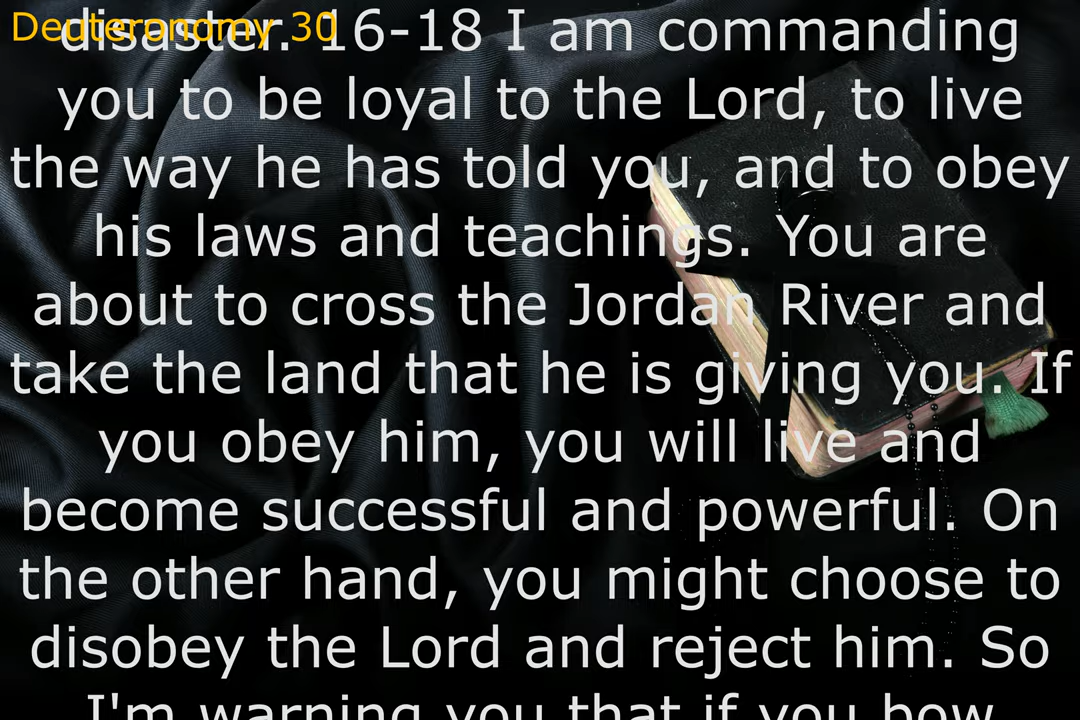 Deuteronomy 30
disaster. 16-18 I am commanding
you to be loyal to the Lord, to live
the way he has told you, and to obey
his laws and teachings. You are
about to cross the Jordan River and
take the land that he is giving you. If
you obey him, you will live and
become successful and powerful. On
the other hand, you might choose to
disobey the Lord and reject him. So
I'm warning you that if you bow